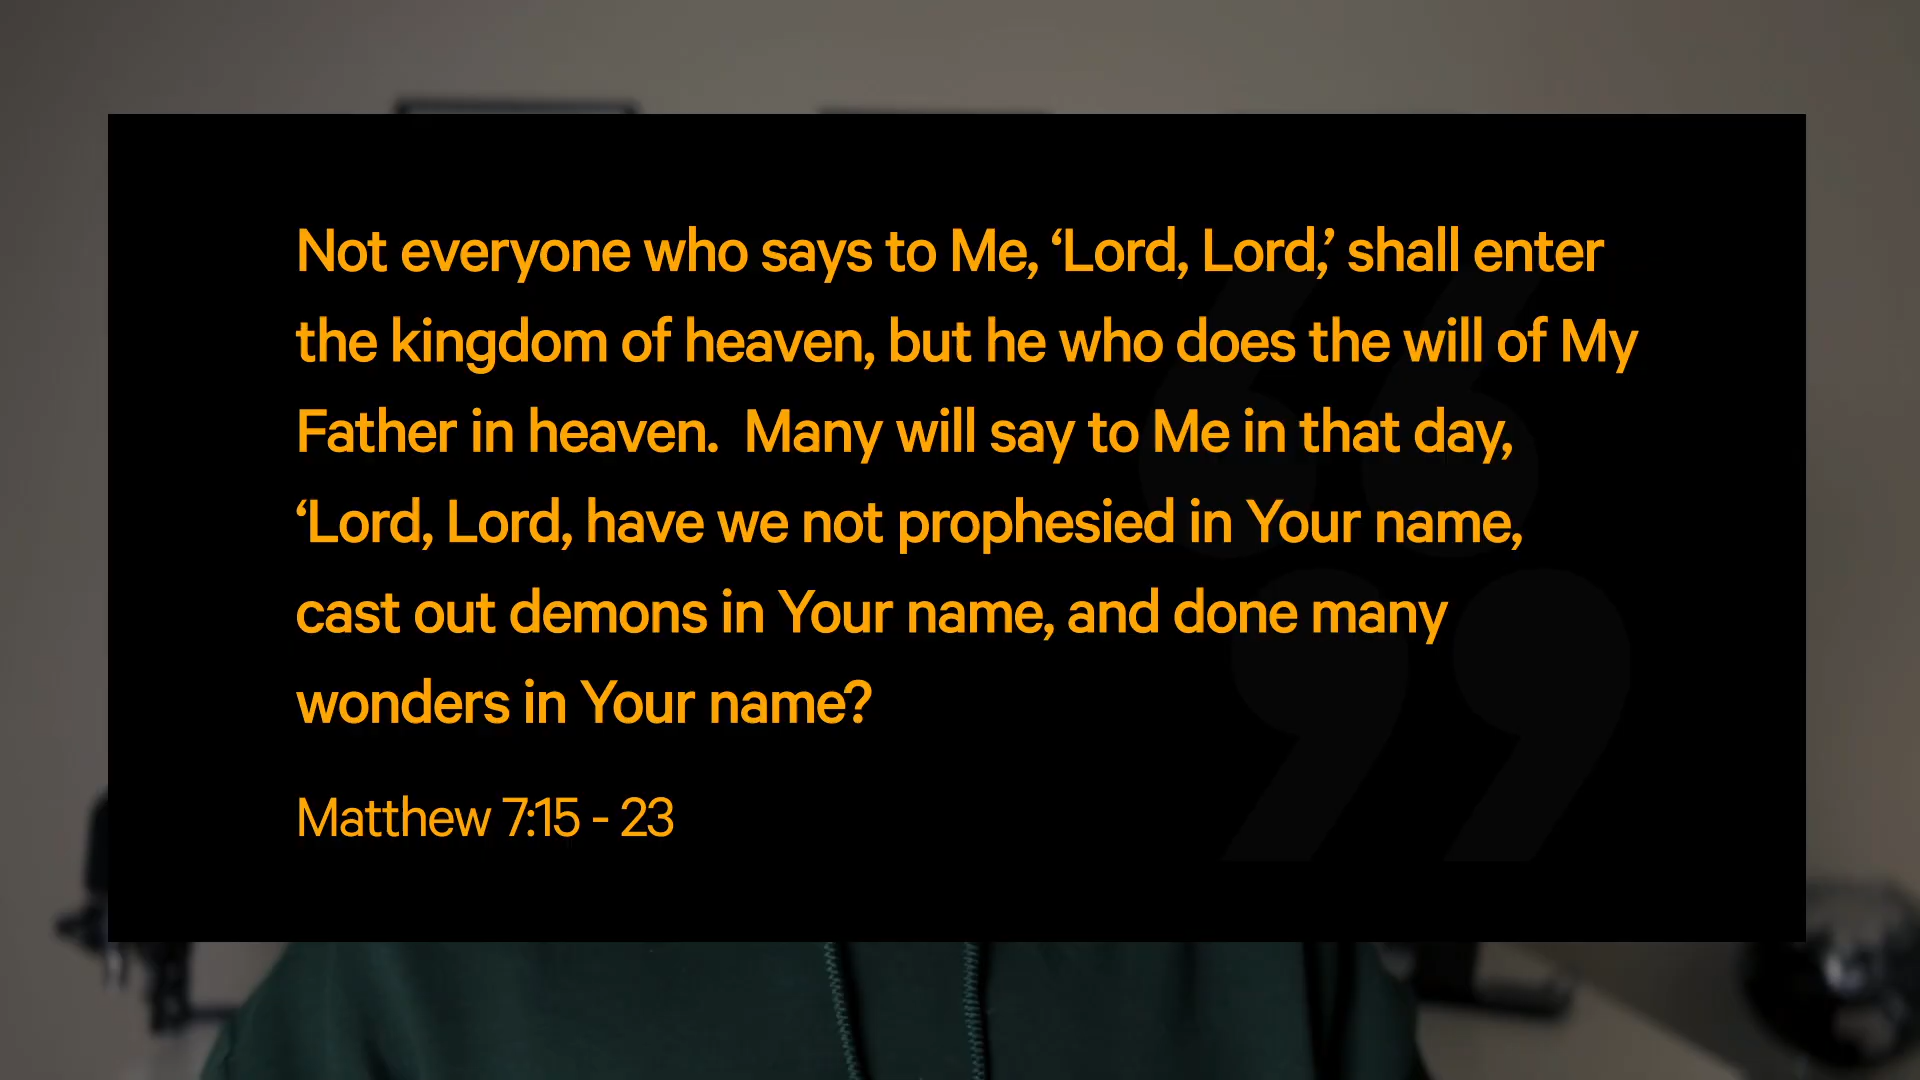 Not everyone who says to Me, ‘Lord, Lord,’ shall enter
the kingdom of heaven, but he who does the will of My
Father in heaven.  Many will say to Me in that day,
‘Lord, Lord, have we not prophesied in Your name,
cast out demons in Your name, and done many
wonders in Your name?
Matthew 7:15 - 23